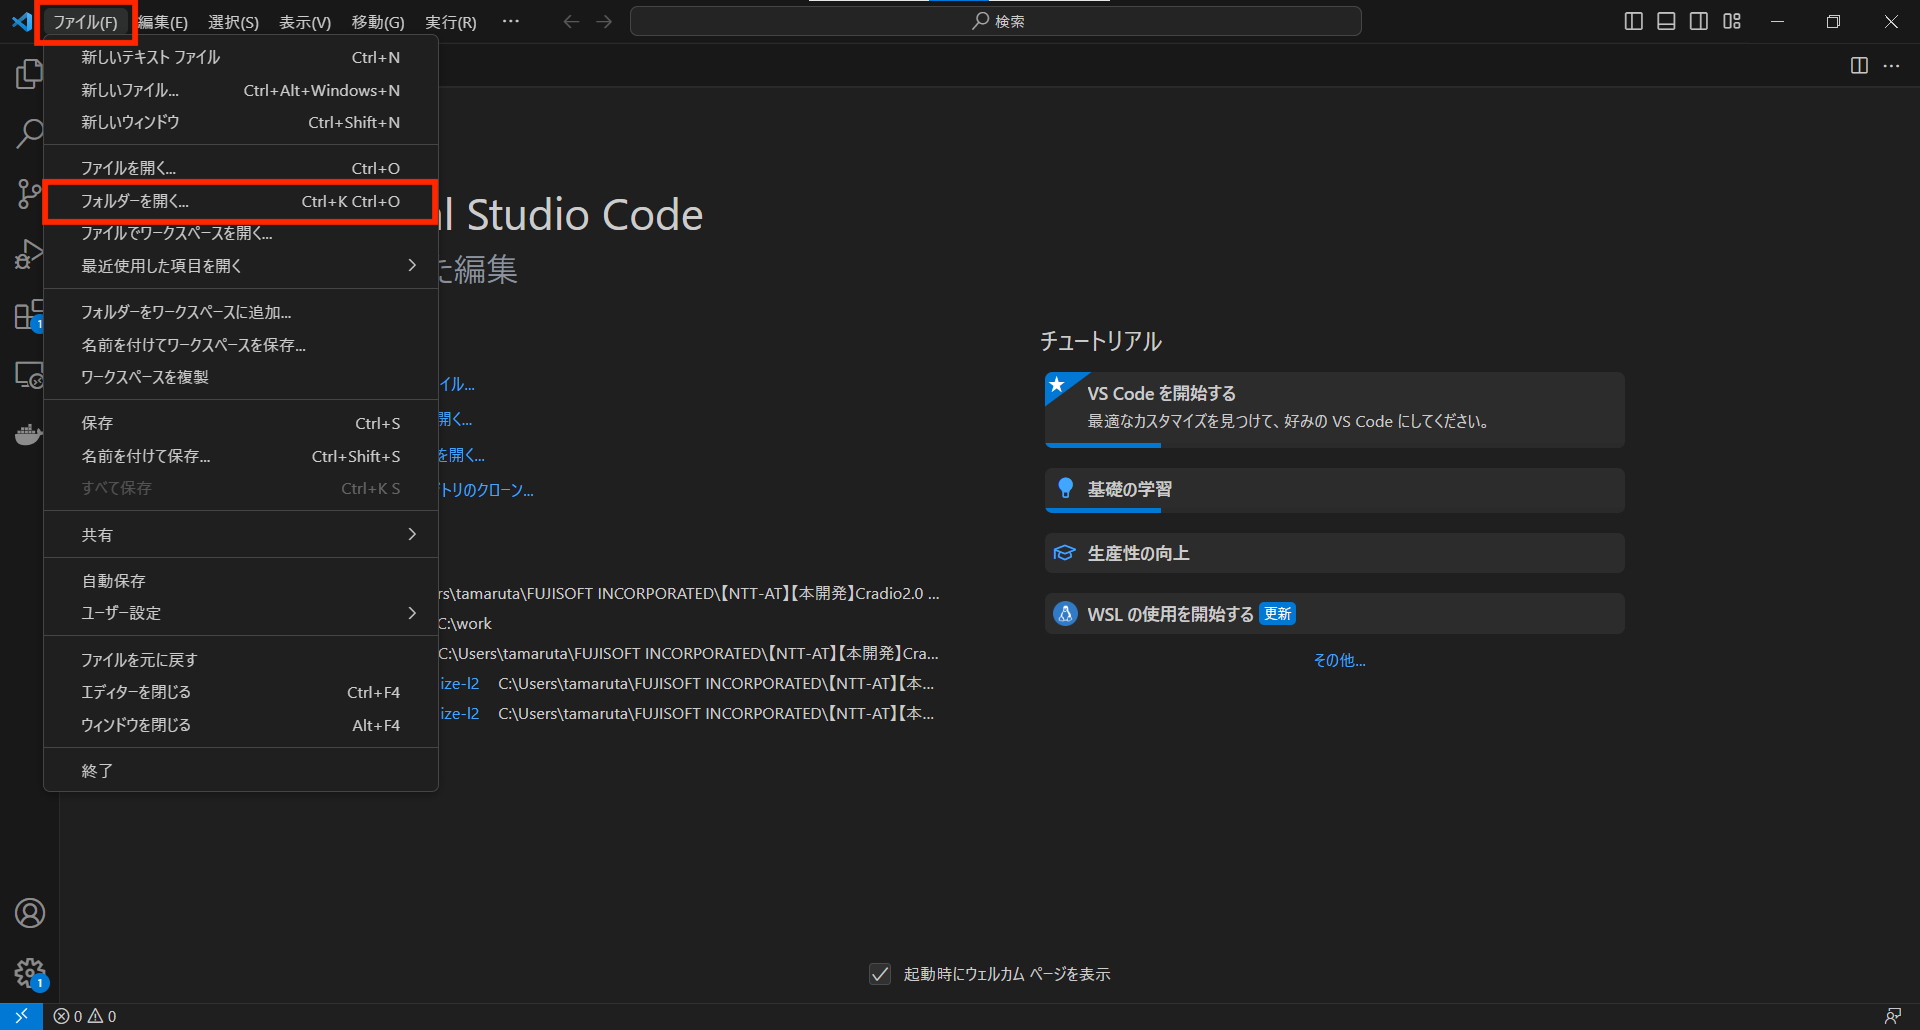 ファイル(F) 編集(E) 選択(S) 表示(V) 移動(G) 実行(R) ···
検索
新しいテキスト ファイル Ctrl+N
新しいファイル... Ctrl+Alt+Windows+N
新しいウィンドウ Ctrl+Shift+N
ファイルを開く... Ctrl+O
フォルダーを開く... Ctrl+K Ctrl+O
ファイルでワークスペースを開く...
最近使用した項目を開く
フォルダーをワークスペースに追加...
名前を付けてワークスペースを保存...
ワークスペースを複製
保存 Ctrl+S
名前を付けて保存... Ctrl+Shift+S
すべて保存 Ctrl+K S
共有
自動保存
ユーザー設定
ファイルを元に戻す
エディターを閉じる Ctrl+F4
ウィンドウを閉じる Alt+F4
終了
l Studio Code
た編集
イル...
開く...
を開く...
トリのクローン...
rs\tamaruta\FUJISOFT INCORPORATED\【NTT-AT】【本開発】Cradio2.0 ...
C:\work
C:\Users\tamaruta\FUJISOFT INCORPORATED\【NTT-AT】【本開発】Cra...
ize-l2 C:\Users\tamaruta\FUJISOFT INCORPORATED\【NTT-AT】【本...
ize-l2 C:\Users\tamaruta\FUJISOFT INCORPORATED\【NTT-AT】【本...
チュートリアル
VS Code を開始する
最適なカスタマイズを見つけて、好みの VS Code にしてください。
基礎の学習
生産性の向上
WSL の使用を開始する 更新
その他...
起動時にウェルカム ページを表示
1
1
0 0